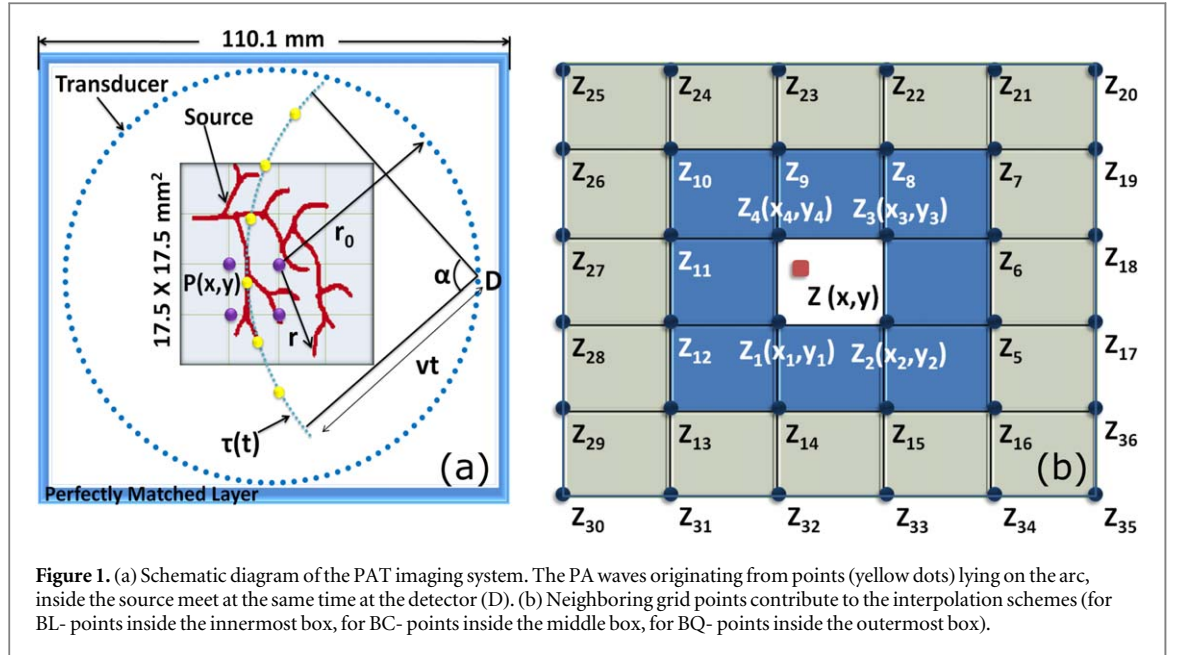 110.1 mm
Transducer
Source
17.5 X 17.5 mm²
r₀
P(x,y)
α
D
r
vt
τ(t)
(a)
Perfectly Matched Layer
Z₂₅ Z₂₄ Z₂₃ Z₂₂ Z₂₁ Z₂₀
Z₂₆ Z₁₀ Z₉ Z₈ Z₇ Z₁₉
Z₄(x₄,y₄) Z₃(x₃,y₃)
Z₂₇ Z₁₁ Z₆ Z₁₈
Z (x,y)
Z₂₈ Z₁₂ Z₁(x₁,y₁) Z₂(x₂,y₂) Z₅ Z₁₇
Z₂₉ Z₁₃ Z₁₄ Z₁₅ Z₁₆ Z₃₆
(b)
Z₃₀ Z₃₁ Z₃₂ Z₃₃ Z₃₄ Z₃₅
Figure 1. (a) Schematic diagram of the PAT imaging system. The PA waves originating from points (yellow dots) lying on the arc,
inside the source meet at the same time at the detector (D). (b) Neighboring grid points contribute to the interpolation schemes (for
BL- points inside the innermost box, for BC- points inside the middle box, for BQ- points inside the outermost box).